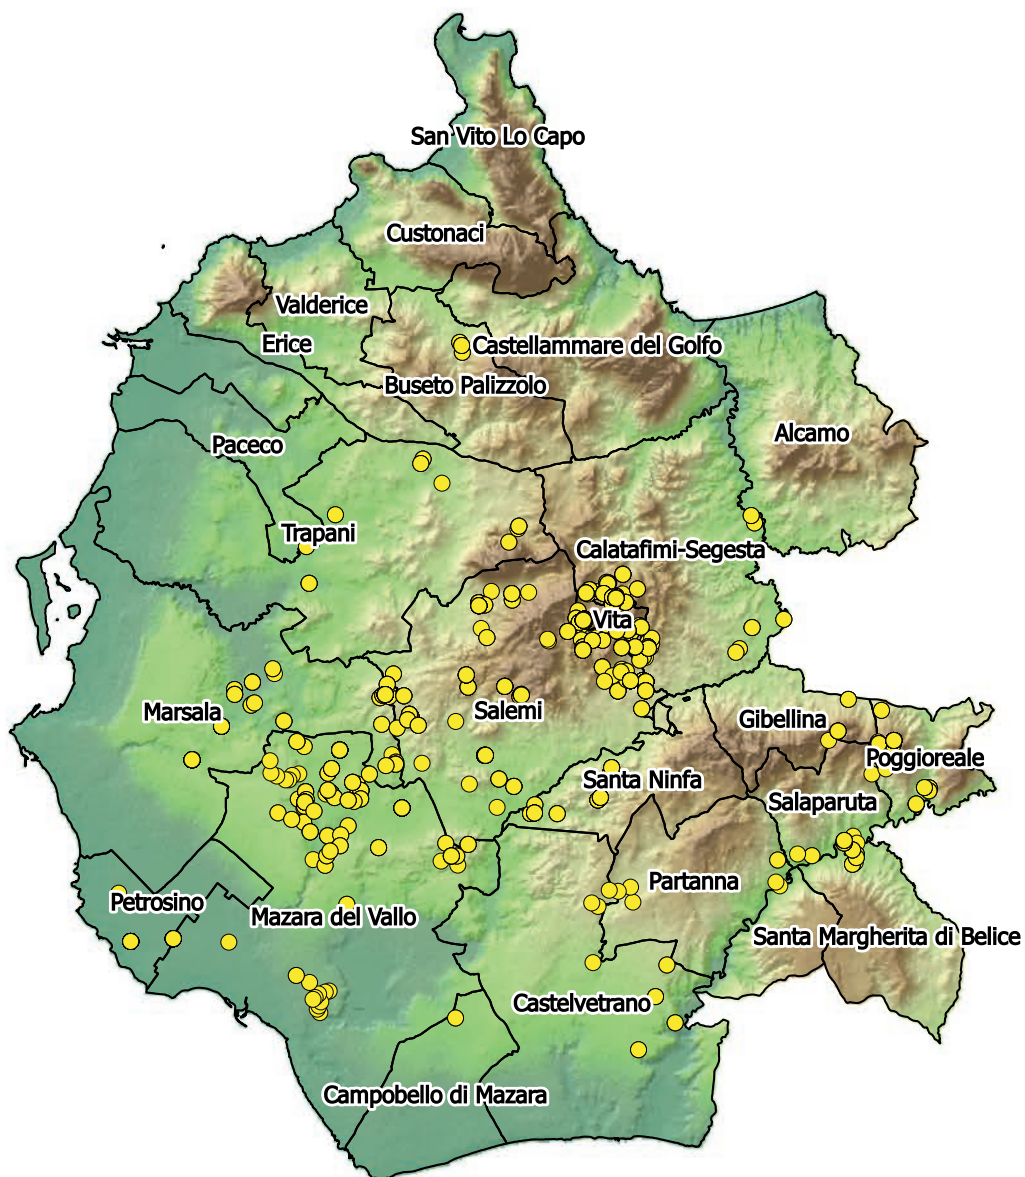 San Vito Lo Capo
Custonaci
Valderice
Erice
Castellammare del Golfo
Buseto Palizzolo
Alcamo
Paceco
Trapani
Calatafimi-Segesta
Vita
Marsala
Salemi
Gibellina
Poggioreale
Santa Ninfa
Salaparuta
Partanna
Petrosino
Mazara del Vallo
Santa Margherita di Belice
Castelvetrano
Campobello di Mazara